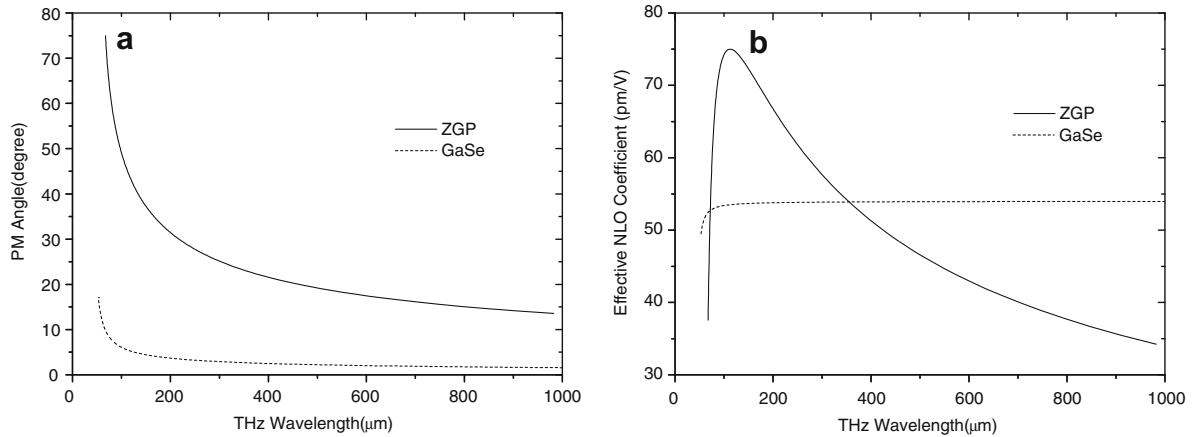 a
80
70
60
50
40
30
20
10
0
PM Angle(degree)
ZGP
GaSe
0 200 400 600 800 1000
THz Wavelength(μm)
b
80
70
60
50
40
30
Effective NLO Coefficient (pm/V)
ZGP
GaSe
0 200 400 600 800 1000
THz Wavelength(μm)